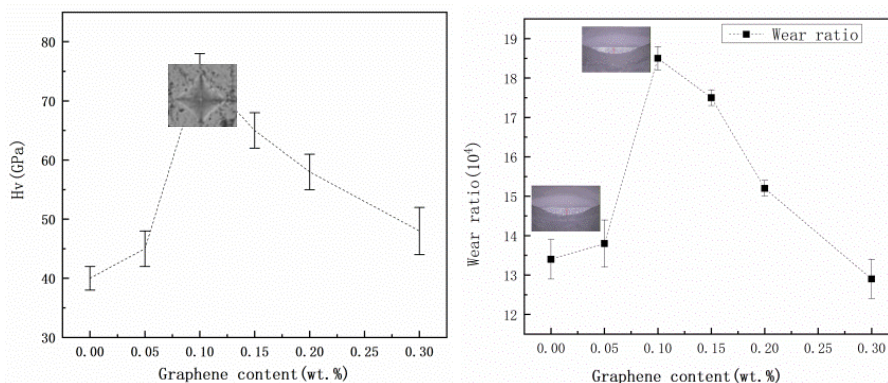 80
70
60
50
40
30
Hv(GPa)
0.00 0.05 0.10 0.15 0.20 0.25 0.30
Graphene content(wt.%)
Wear ratio
19
18
17
16
15
14
13
12
Wear ratio(10⁴)
0.00 0.05 0.10 0.15 0.20 0.25 0.30
Graphene content(wt.%)